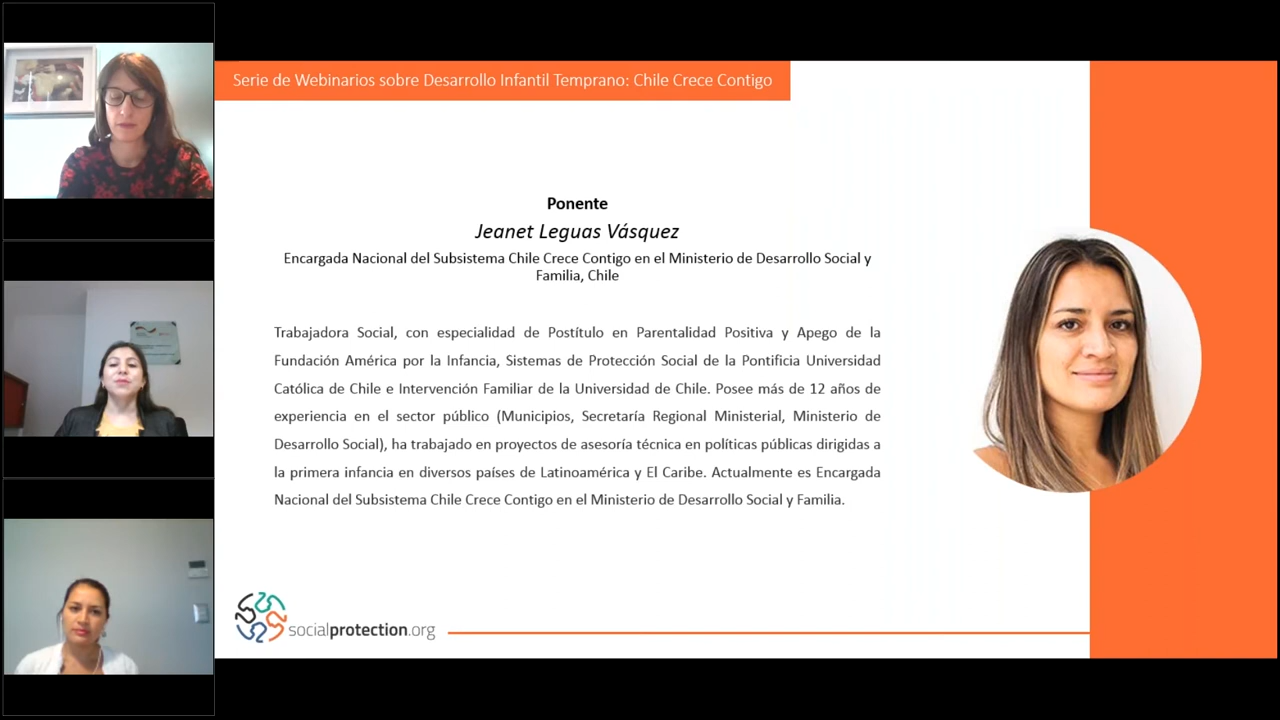 Serie de Webinarios sobre Desarrollo Infantil Temprano: Chile Crece Contigo
Ponente
Jeanet Leguas Vásquez
Encargada Nacional del Subsistema Chile Crece Contigo en el Ministerio de Desarrollo Social y
Familia, Chile
Trabajadora Social, con especialidad de Postítulo en Parentalidad Positiva y Apego de la
Fundación América por la Infancia, Sistemas de Protección Social de la Pontificia Universidad
Católica de Chile e Intervención Familiar de la Universidad de Chile. Posee más de 12 años de
experiencia en el sector público (Municipios, Secretaría Regional Ministerial, Ministerio de
Desarrollo Social), ha trabajado en proyectos de asesoría técnica en políticas públicas dirigidas a
la primera infancia en diversos países de Latinoamérica y El Caribe. Actualmente es Encargada
Nacional del Subsistema Chile Crece Contigo en el Ministerio de Desarrollo Social y Familia.
socialprotection.org